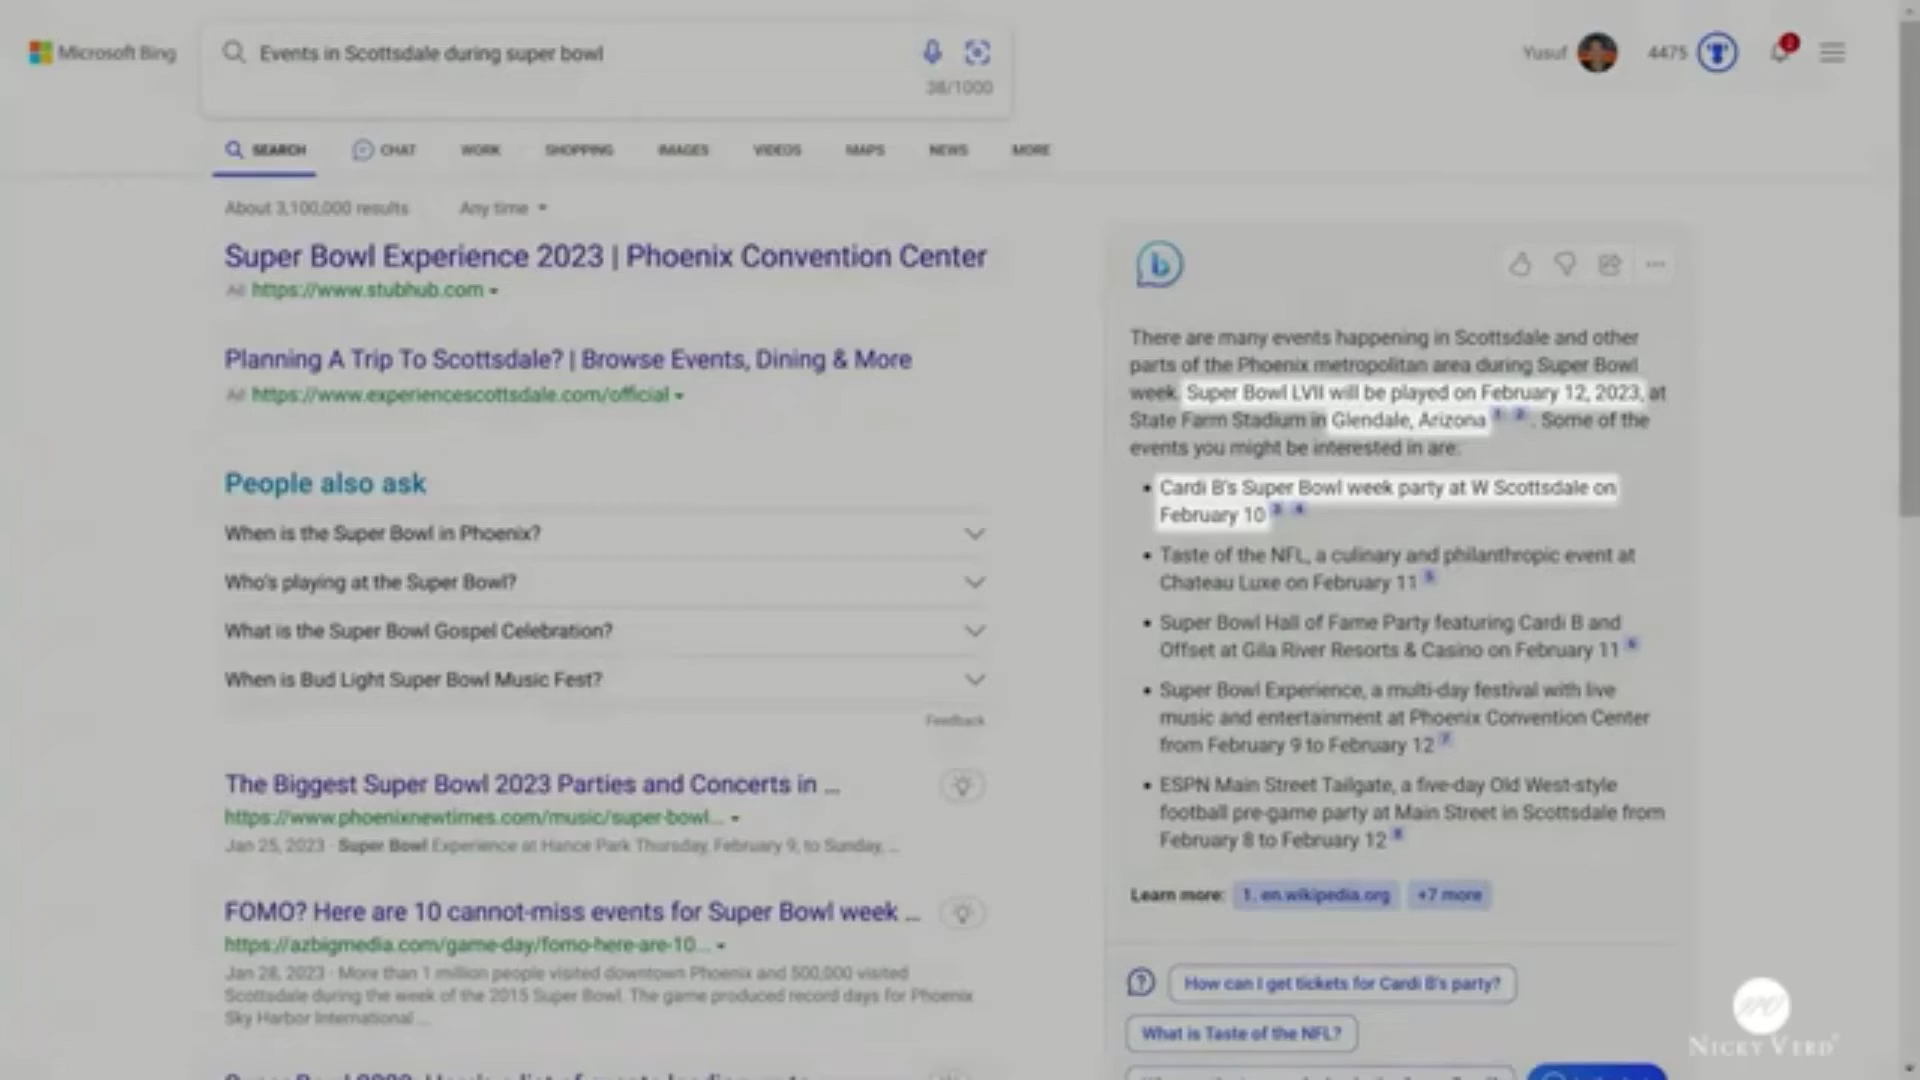 Microsoft Bing
Events in Scottsdale during super bowl
38/1000
Yusuf
4475
SEARCH
CHAT
WORK
SHOPPING
IMAGES
VIDEOS
MAPS
NEWS
MORE
About 3,100,000 results
Any time
Super Bowl Experience 2023 | Phoenix Convention Center
Ad https://www.stubhub.com
Planning A Trip To Scottsdale? | Browse Events, Dining & More
Ad https://www.experiencescottsdale.com/official
People also ask
When is the Super Bowl in Phoenix?
Who's playing at the Super Bowl?
What is the Super Bowl Gospel Celebration?
When is Bud Light Super Bowl Music Fest?
Feedback
The Biggest Super Bowl 2023 Parties and Concerts in ...
https://www.phoenixnewtimes.com/music/super-bowl...
Jan 25, 2023 · Super Bowl Experience at Hance Park Thursday, February 9, to Sunday, ...
FOMO? Here are 10 cannot-miss events for Super Bowl week ...
https://azbigmedia.com/game-day/fomo-here-are-10...
Jan 28, 2023 · More than 1 million people visited downtown Phoenix and 500,000 visited
Scottsdale during the week of the 2015 Super Bowl. The game produced record days for Phoenix
Sky Harbor International ...
There are many events happening in Scottsdale and other
parts of the Phoenix metropolitan area during Super Bowl
week. Super Bowl LVII will be played on February 12, 2023, at
State Farm Stadium in Glendale, Arizona 1 2 . Some of the
events you might be interested in are:
• Cardi B's Super Bowl week party at W Scottsdale on
February 10 3 4
• Taste of the NFL, a culinary and philanthropic event at
Chateau Luxe on February 11 5
• Super Bowl Hall of Fame Party featuring Cardi B and
Offset at Gila River Resorts & Casino on February 11 6
• Super Bowl Experience, a multi-day festival with live
music and entertainment at Phoenix Convention Center
from February 9 to February 12 7
• ESPN Main Street Tailgate, a five-day Old West-style
football pre-game party at Main Street in Scottsdale from
February 8 to February 12 8
Learn more: 1. en.wikipedia.org +7 more
How can I get tickets for Cardi B's party?
What is Taste of the NFL?
NICKY VERD